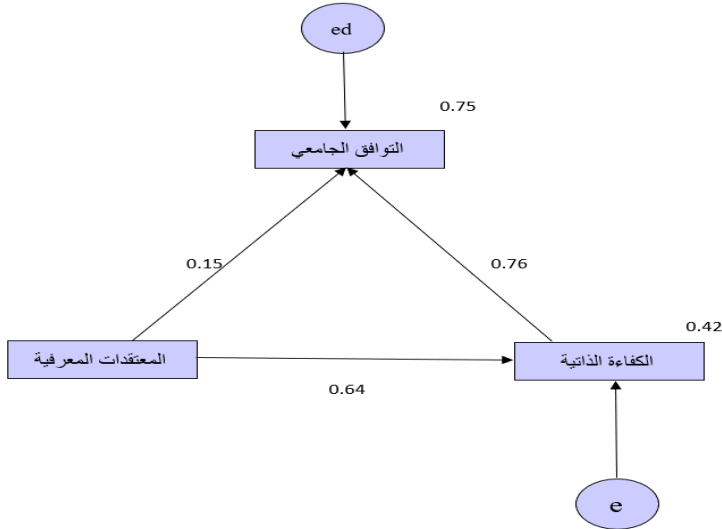 ed
0.75
التوافق الجامعي
0.15
0.76
0.42
المعتقدات المعرفية
الكفاءة الذاتية
0.64
e